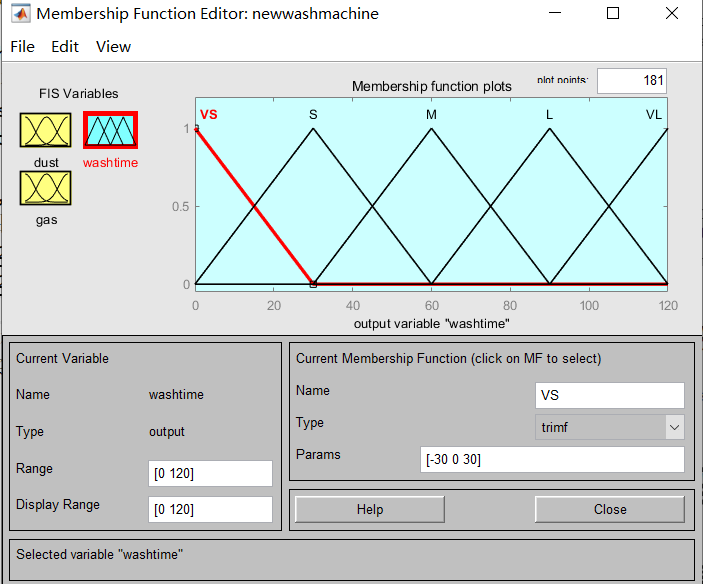 Membership Function Editor: newwashmachine
File Edit View
FIS Variables
dust washtime
gas
Membership function plots
plot points: 181
VS S M L VL
1
0.5
0
0 20 40 60 80 100 120
output variable "washtime"
Current Variable
Name washtime
Type output
Range [0 120]
Display Range [0 120]
Current Membership Function (click on MF to select)
Name VS
Type trimf
Params [-30 0 30]
Help Close
Selected variable "washtime"